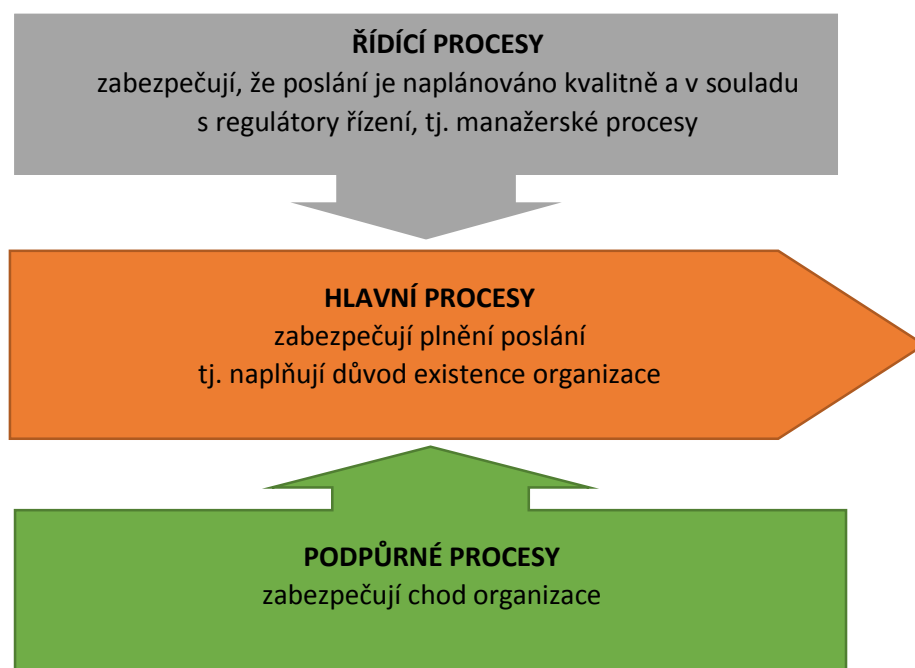 ŘÍDÍCÍ PROCESY
zabezpečují, že poslání je naplánováno kvalitně a v souladu
s regulátory řízení, tj. manažerské procesy
HLAVNÍ PROCESY
zabezpečují plnění poslání
tj. naplňují důvod existence organizace
PODPŮRNÉ PROCESY
zabezpečují chod organizace